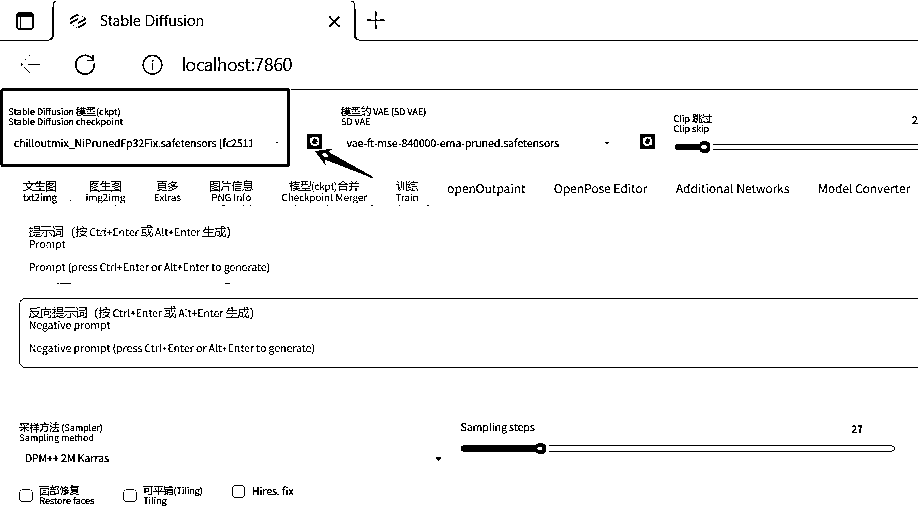 Stable Diffusion
localhost:7860
Stable Diffusion 模型(ckpt)
Stable Diffusion checkpoint
chilloutmix_NiPrunedFp32Fix.safetensors [fc2511
模型的 VAE (SD VAE)
SD VAE
vae-ft-mse-840000-ema-pruned.safetensors
Clip 跳过
Clip skip
2
文生图
txt2img
图生图
img2img
更多
Extras
图片信息
PNG Info
模型(ckpt)合并
Checkpoint Merger
训练
Train
openOutpaint
OpenPose Editor
Additional Networks
Model Converter
提示词（按 Ctrl+Enter 或 Alt+Enter 生成）
Prompt
Prompt (press Ctrl+Enter or Alt+Enter to generate)
反向提示词（按 Ctrl+Enter 或 Alt+Enter 生成）
Negative prompt
Negative prompt (press Ctrl+Enter or Alt+Enter to generate)
采样方法 (Sampler)
Sampling method
DPM++ 2M Karras
Sampling steps
27
面部修复
Restore faces
可平铺(Tiling)
Tiling
Hires. fix